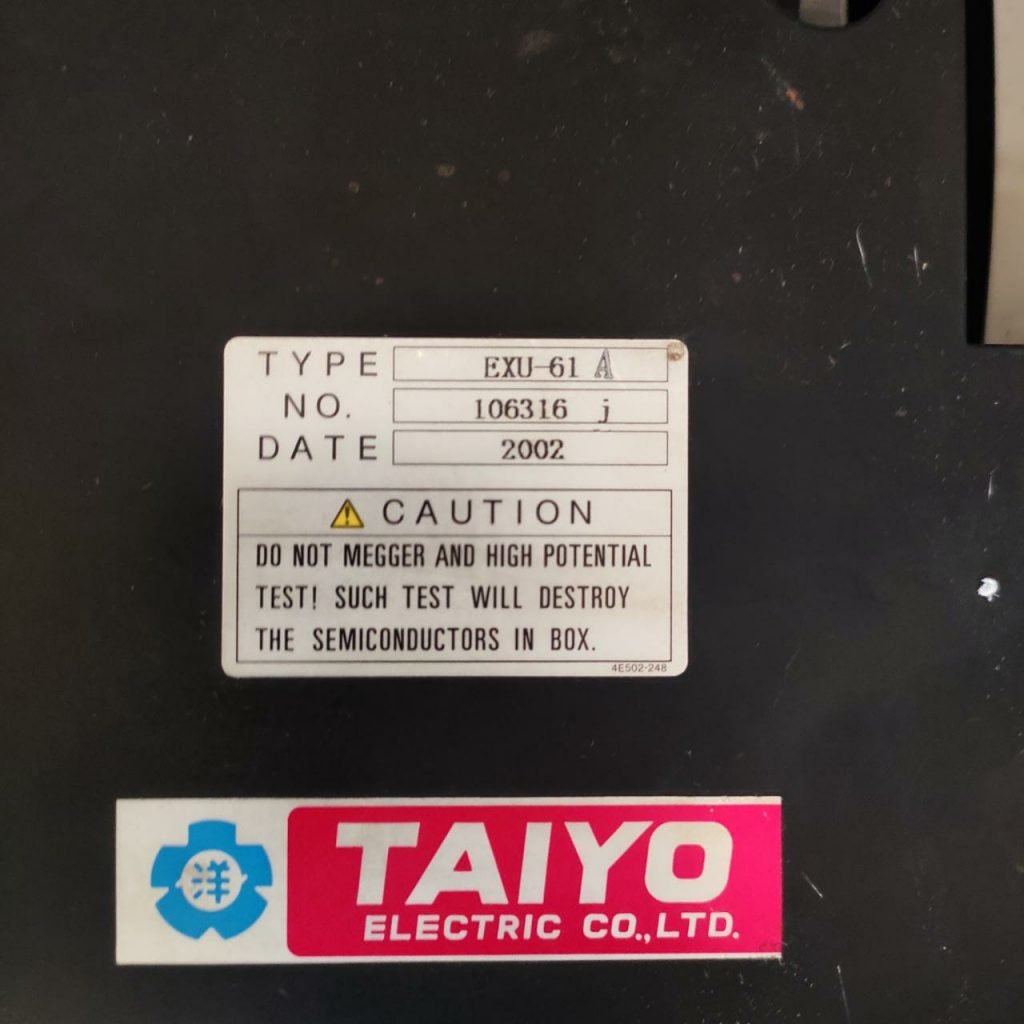 TYPE EXU-61 A
NO. 106316 j
DATE 2002
CAUTION
DO NOT MEGGER AND HIGH POTENTIAL
TEST! SUCH TEST WILL DESTROY
THE SEMICONDUCTORS IN BOX.
4E502-248
洋
TAIYO
ELECTRIC CO.,LTD.